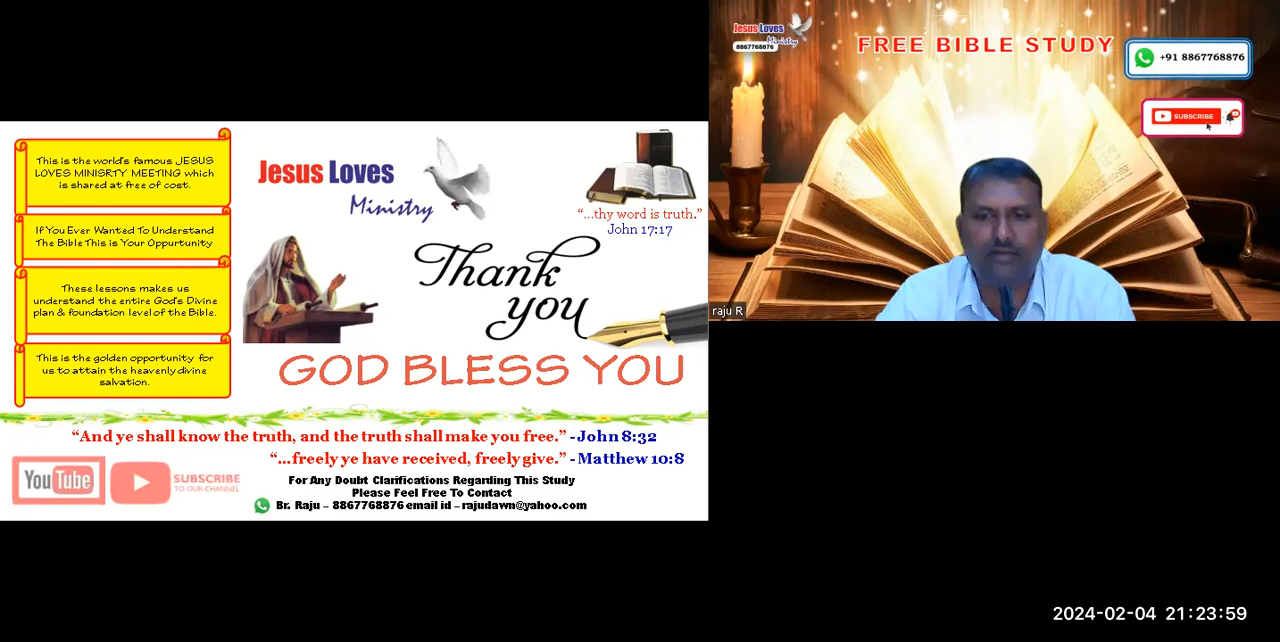 This is the world's famous JESUS
LOVES MINISRTY MEETING which
is shared at free of cost.
If You Ever Wanted To Understand
The Bible This is Your Oppurtunity
These lessons makes us
understand the entire God's Divine
plan & foundation level of the Bible.
This is the golden opportunity for
us to attain the heavenly divine
salvation.
Jesus Loves
Ministry
"...thy word is truth."
John 17:17
Thank
you
GOD BLESS YOU
"And ye shall know the truth, and the truth shall make you free." - John 8:32
"...freely ye have received, freely give." - Matthew 10:8
YouTube
SUBSCRIBE
TO OUR CHANNEL
For Any Doubt Clarifications Regarding This Study
Please Feel Free To Contact
Br. Raju – 8867768876 email id – rajudawn@yahoo.com
Jesus Loves
Ministry
8867768876
FREE BIBLE STUDY
+91 8867768876
SUBSCRIBE
raju R
2024-02-04 21:23:59